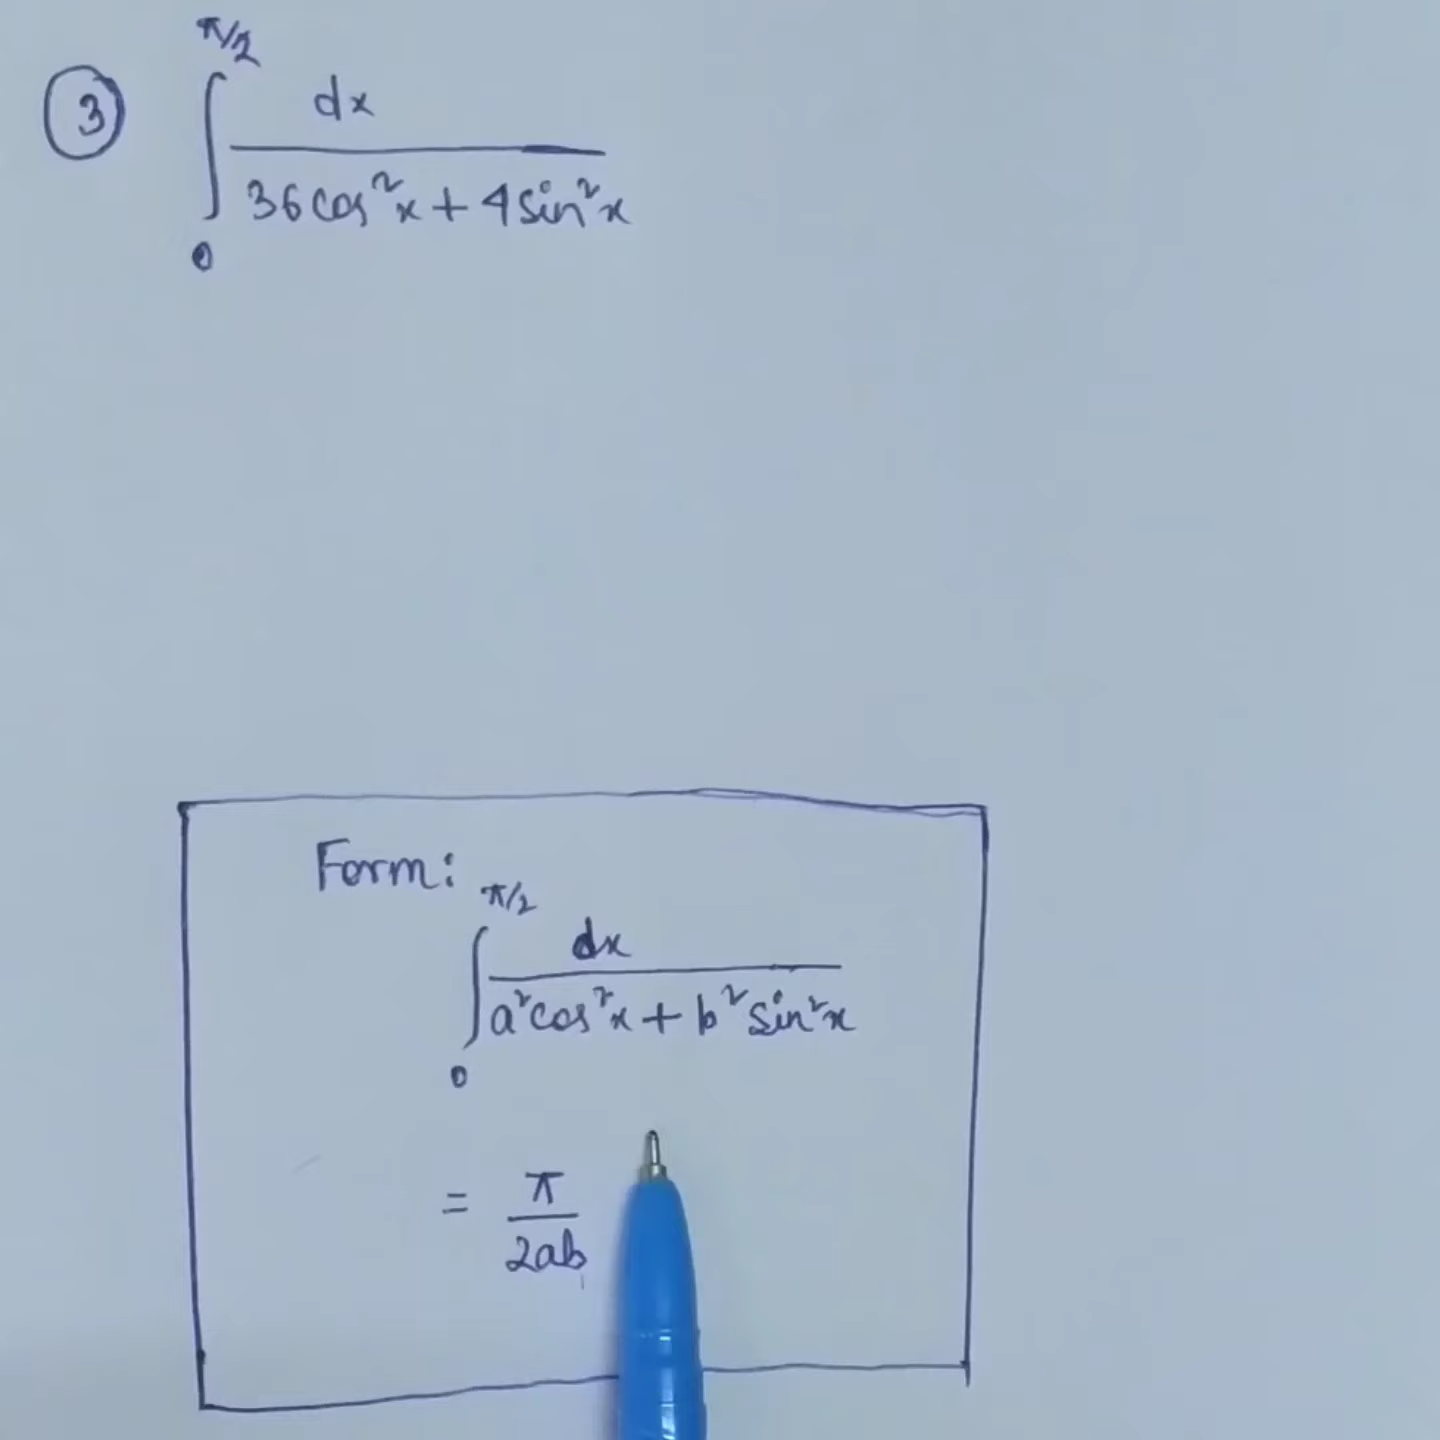 ③ ∫₀^{π/2} dx / (36cos²x + 4sin²x)
Form:
∫₀^{π/2} dx / (a²cos²x + b²sin²x)
= π / 2ab